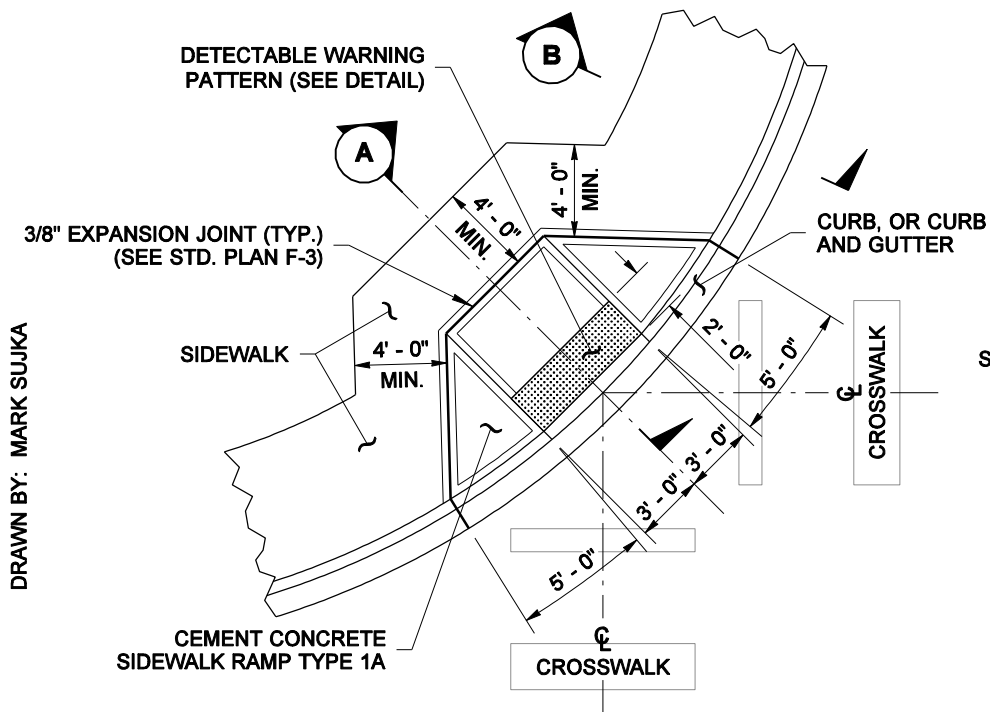 DETECTABLE WARNING
PATTERN (SEE DETAIL)
B
A
4' - 0"
MIN.
4' - 0"
MIN.
3/8" EXPANSION JOINT (TYP.)
(SEE STD. PLAN F-3)
CURB, OR CURB
AND GUTTER
SIDEWALK
4' - 0"
MIN.
2' - 0"
5' - 0"
CL
CROSSWALK
3' - 0"
3' - 0"
5' - 0"
CEMENT CONCRETE
SIDEWALK RAMP TYPE 1A
CL
CROSSWALK
DRAWN BY: MARK SUJKA
S